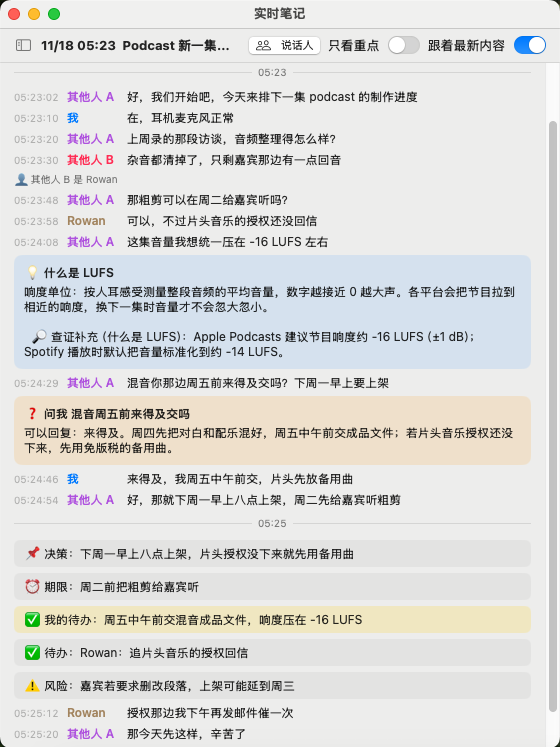 实时笔记
11/18 05:23 Podcast 新一集… 说话人 只看重点 跟着最新内容
05:23
05:23:02 其他人 A 好，我们开始吧，今天来排下一集 podcast 的制作进度
05:23:10 我 在，耳机麦克风正常
05:23:20 其他人 A 上周录的那段访谈，音频整理得怎么样？
05:23:30 其他人 B 杂音都清掉了，只剩嘉宾那边有一点回音
👤 其他人 B 是 Rowan
05:23:48 其他人 A 那粗剪可以在周二给嘉宾听吗？
05:23:58 Rowan 可以，不过片头音乐的授权还没回信
05:24:08 其他人 A 这集音量我想统一压在 -16 LUFS 左右
💡 什么是 LUFS
响度单位：按人耳感受测量整段音频的平均音量，数字越接近 0 越大声。各平台会把节目拉到
相近的响度，换下一集时音量才不会忽大忽小。
🔎 查证补充 (什么是 LUFS)：Apple Podcasts 建议节目响度约 -16 LUFS (±1 dB)；
Spotify 播放时默认把音量标准化到约 -14 LUFS。
05:24:29 其他人 A 混音你那边周五前来得及交吗？下周一早上要上架
❓ 问我 混音周五前来得及交吗
可以回复：来得及。周四先把对白和配乐混好，周五中午前交成品文件；若片头音乐授权还没
下来，先用免版税的备用曲。
05:24:46 我 来得及，我周五中午前交，片头先放备用曲
05:24:54 其他人 A 好，那就下周一早上八点上架，周二先给嘉宾听粗剪
05:25
📌 决策：下周一早上八点上架，片头授权没下来就先用备用曲
⏰ 期限：周二前把粗剪给嘉宾听
✅ 我的待办：周五中午前交混音成品文件，响度压在 -16 LUFS
✅ 待办：Rowan：追片头音乐的授权回信
⚠️ 风险：嘉宾若要求删改段落，上架可能延到周三
05:25:12 Rowan 授权那边我下午再发邮件催一次
05:25:20 其他人 A 那今天先这样，辛苦了